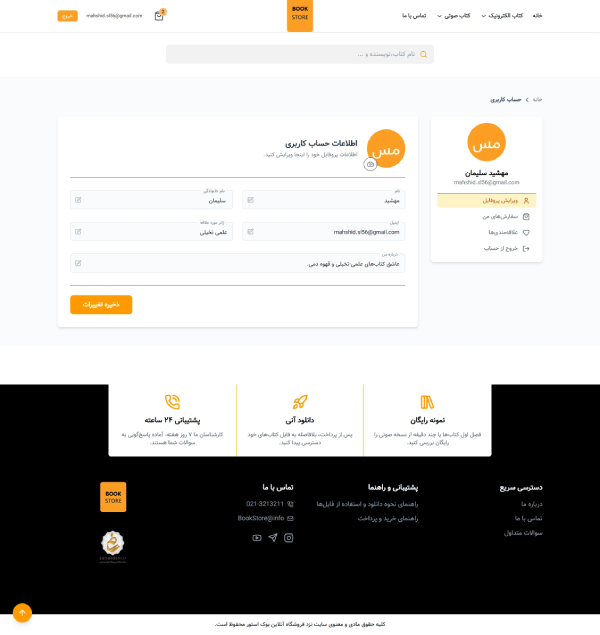 خانه
کتاب الکترونیک
کتاب صوتی
تماس با ما
BOOK
STORE
mahshid.sl56@gmail.com
خروج
نام کتاب،نویسنده و ...
خانه
حساب کاربری
مس
مهشید سلیمان
mahshid.sl56@gmail.com
ویرایش پروفایل
سفارش‌های من
علاقه‌مندی‌ها
خروج از حساب
مس
اطلاعات حساب کاربری
اطلاعات پروفایل خود را اینجا ویرایش کنید.
نام
مهشید
نام خانوادگی
سلیمان
ایمیل
mahshid.sl56@gmail.com
ژانر مورد علاقه
علمی تخیلی
درباره من
عاشق کتاب‌های علمی-تخیلی و قهوه دمی.
ذخیره تغییرات
نمونه رایگان
فصل اول کتاب‌ها یا چند دقیقه از نسخه صوتی را
رایگان بررسی کنید.
دانلود آنی
پس از پرداخت، بلافاصله به فایل کتاب‌های خود
دسترسی پیدا کنید.
پشتیبانی ۲۴ ساعته
کارشناسان ما ۷ روز هفته، آماده پاسخ‌گویی به
سوالات شما هستند.
دسترسی سریع
درباره ما
تماس با ما
سوالات متداول
پشتیبانی و راهنما
راهنمای نحوه دانلود و استفاده از فایل‌ها
راهنمای خرید و پرداخت
تماس با ما
021-3213211
BookStore@info
BOOK
STORE
کلیه حقوق مادی و معنوی سایت نزد فروشگاه آنلاین بوک استور محفوظ است.